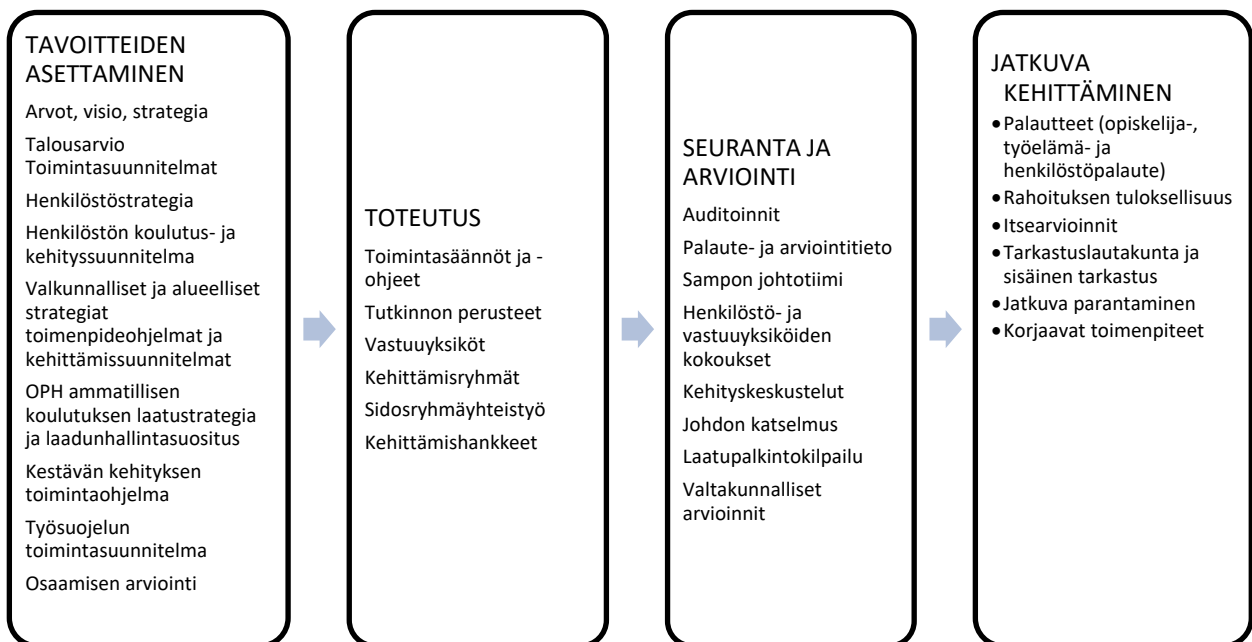 TAVOITTEIDEN
ASETTAMINEN
Arvot, visio, strategia
Talousarvio
Toimintasuunnitelmat
Henkilöstöstrategia
Henkilöstön koulutus- ja
kehityssuunnitelma
Valkunnalliset ja alueelliset
strategiat
toimenpideohjelmat ja
kehittämissuunnitelmat
OPH ammatillisen
koulutuksen laatustrategia
ja laadunhallintasuositus
Kestävän kehityksen
toimintaohjelma
Työsuojelun
toimintasuunnitelma
Osaamisen arviointi
TOTEUTUS
Toimintasäännöt ja -
ohjeet
Tutkinnon perusteet
Vastuuyksiköt
Kehittämisryhmät
Sidosryhmäyhteistyö
Kehittämishankkeet
SEURANTA JA
ARVIOINTI
Auditoinnit
Palaute- ja arviointitieto
Sampon johtotiimi
Henkilöstö- ja
vastuuyksiköiden
kokoukset
Kehityskeskustelut
Johdon katselmus
Laatupalkintokilpailu
Valtakunnalliset
arvioinnit
JATKUVA
KEHITTÄMINEN
•Palautteet (opiskelija-,
työelämä- ja
henkilöstöpalaute)
•Rahoituksen tuloksellisuus
•Itsearvioinnit
•Tarkastuslautakunta ja
sisäinen tarkastus
•Jatkuva parantaminen
•Korjaavat toimenpiteet